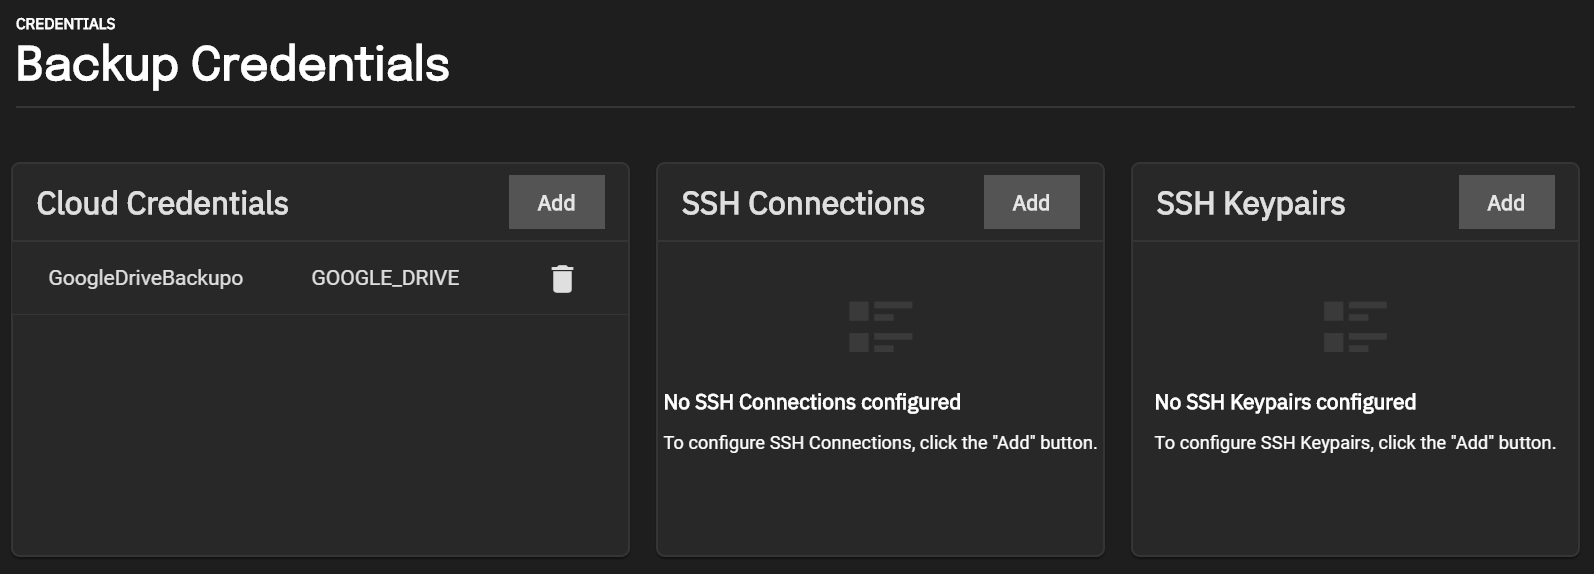 CREDENTIALS
Backup Credentials
Cloud Credentials
Add
GoogleDriveBackupo
GOOGLE_DRIVE
SSH Connections
Add
No SSH Connections configured
To configure SSH Connections, click the "Add" button.
SSH Keypairs
Add
No SSH Keypairs configured
To configure SSH Keypairs, click the "Add" button.